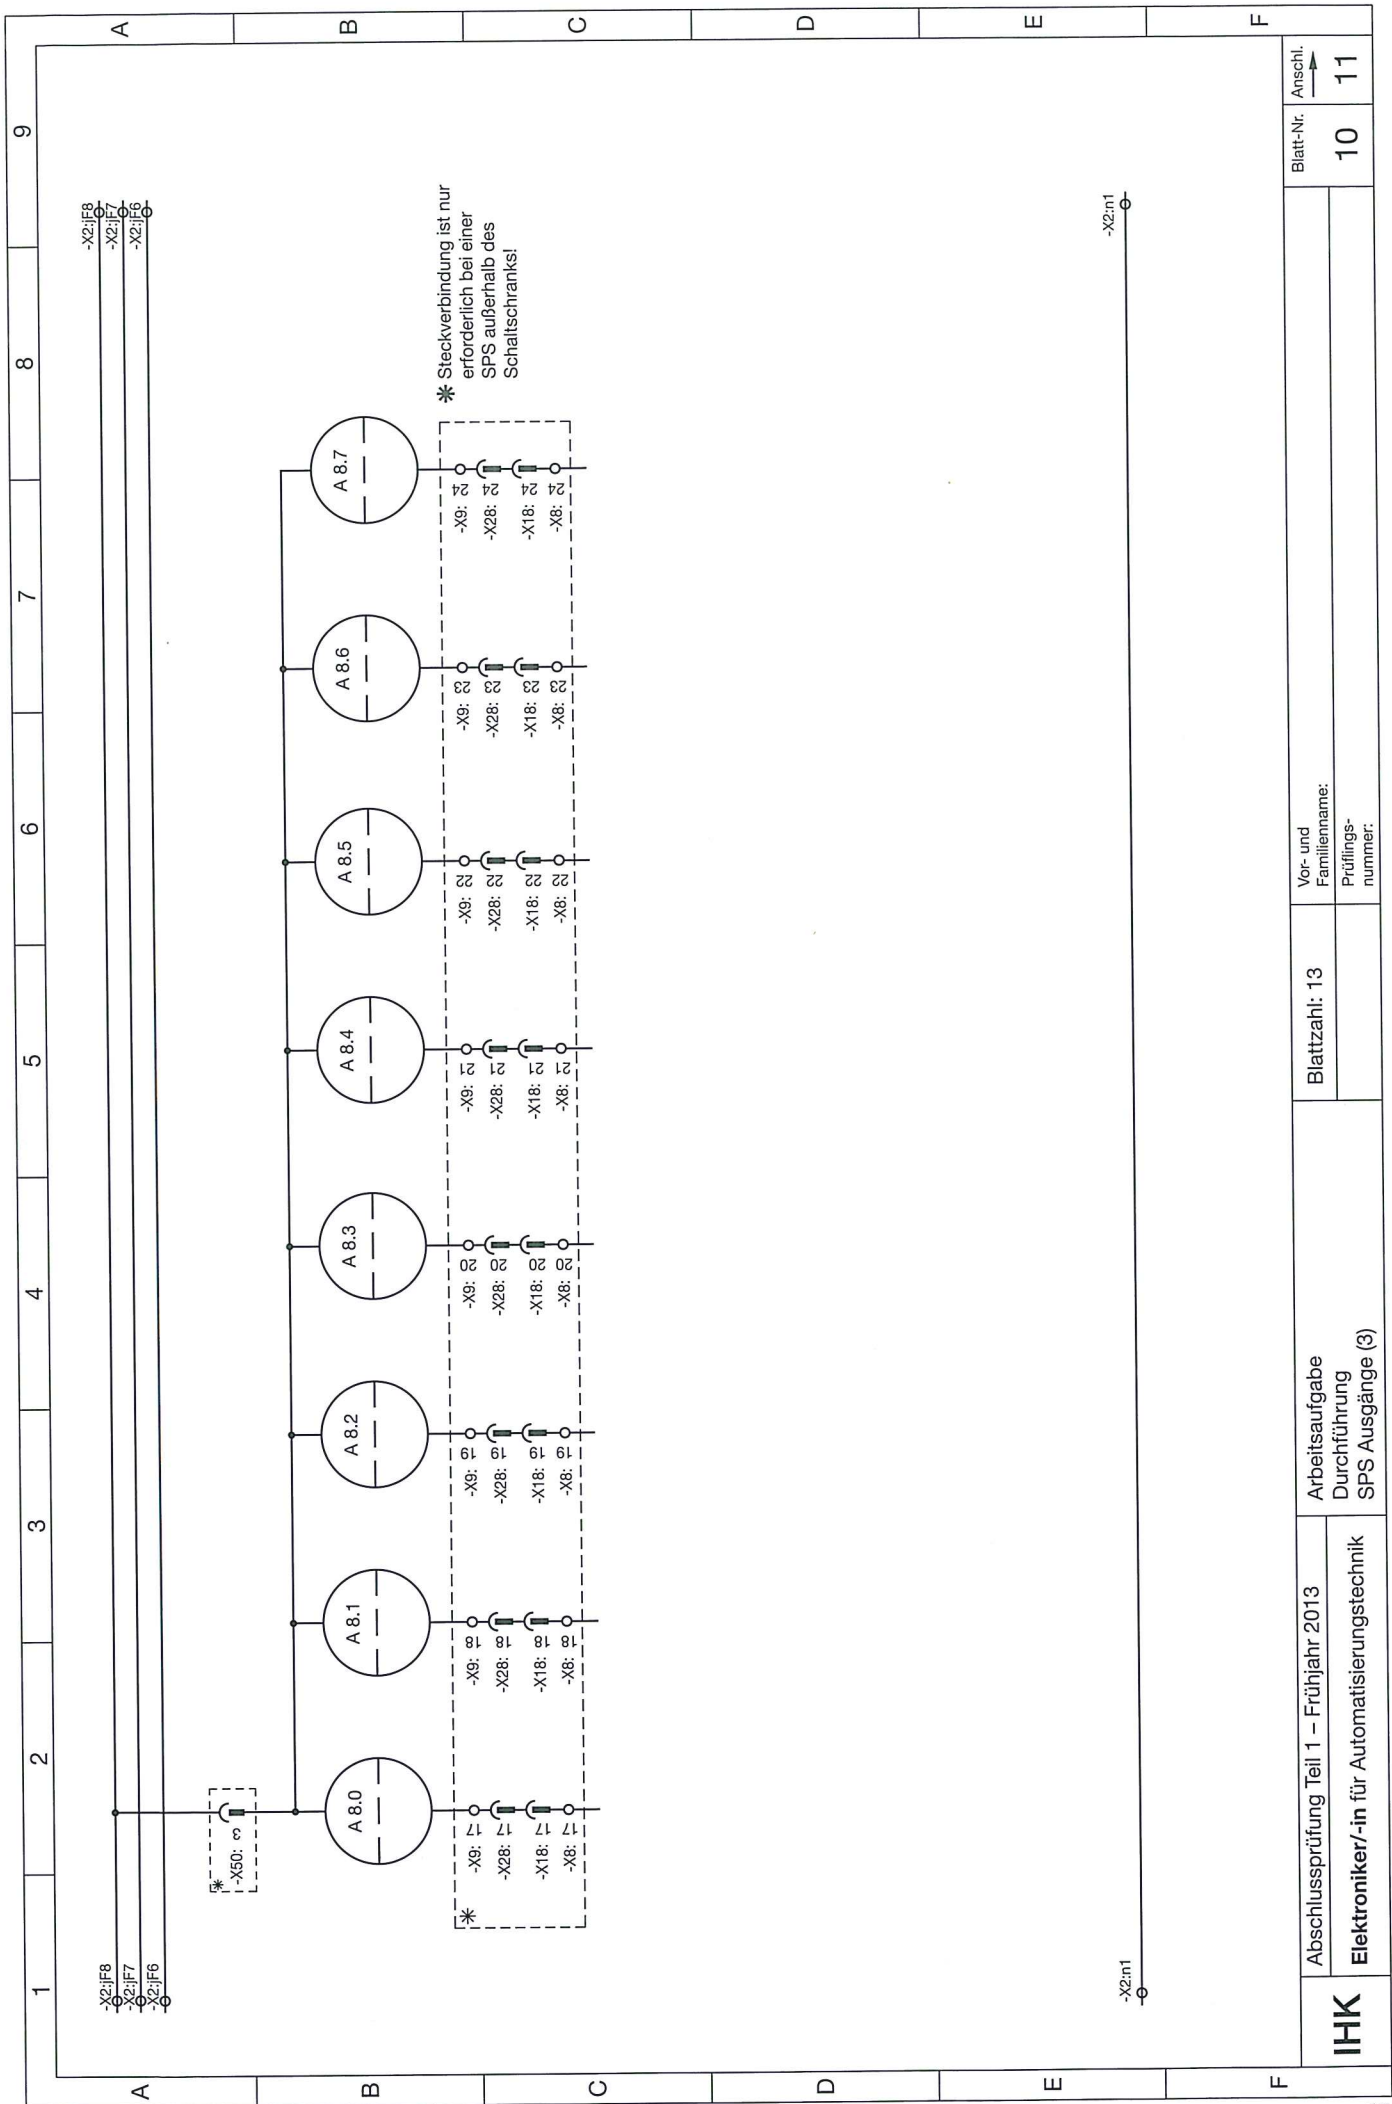 1 2 3 4 5 6 7 8 9
A
B
C
D
E
F
A
B
C
D
E
F
-X2:jF8
-X2:jF7
-X2:jF6
-X2:jF8
-X2:jF7
-X2:jF6
*
-X50: 3
A 8.0
A 8.1
A 8.2
A 8.3
A 8.4
A 8.5
A 8.6
A 8.7
* Steckverbindung ist nur
erforderlich bei einer
SPS außerhalb des
Schaltschranks!
*
-X9: 17
-X28: 17
-X18: 17
-X8: 17
-X9: 18
-X28: 18
-X18: 18
-X8: 18
-X9: 19
-X28: 19
-X18: 19
-X8: 19
-X9: 20
-X28: 20
-X18: 20
-X8: 20
-X9: 21
-X28: 21
-X18: 21
-X8: 21
-X9: 22
-X28: 22
-X18: 22
-X8: 22
-X9: 23
-X28: 23
-X18: 23
-X8: 23
-X9: 24
-X28: 24
-X18: 24
-X8: 24
-X2:n1
-X2:n1
IHK
Abschlussprüfung Teil 1 – Frühjahr 2013
Elektroniker/-in für Automatisierungstechnik
Arbeitsaufgabe
Durchführung
SPS Ausgänge (3)
Blattzahl: 13
Vor- und
Familienname:
Prüflings-
nummer:
Blatt-Nr.
10
Anschl.
11